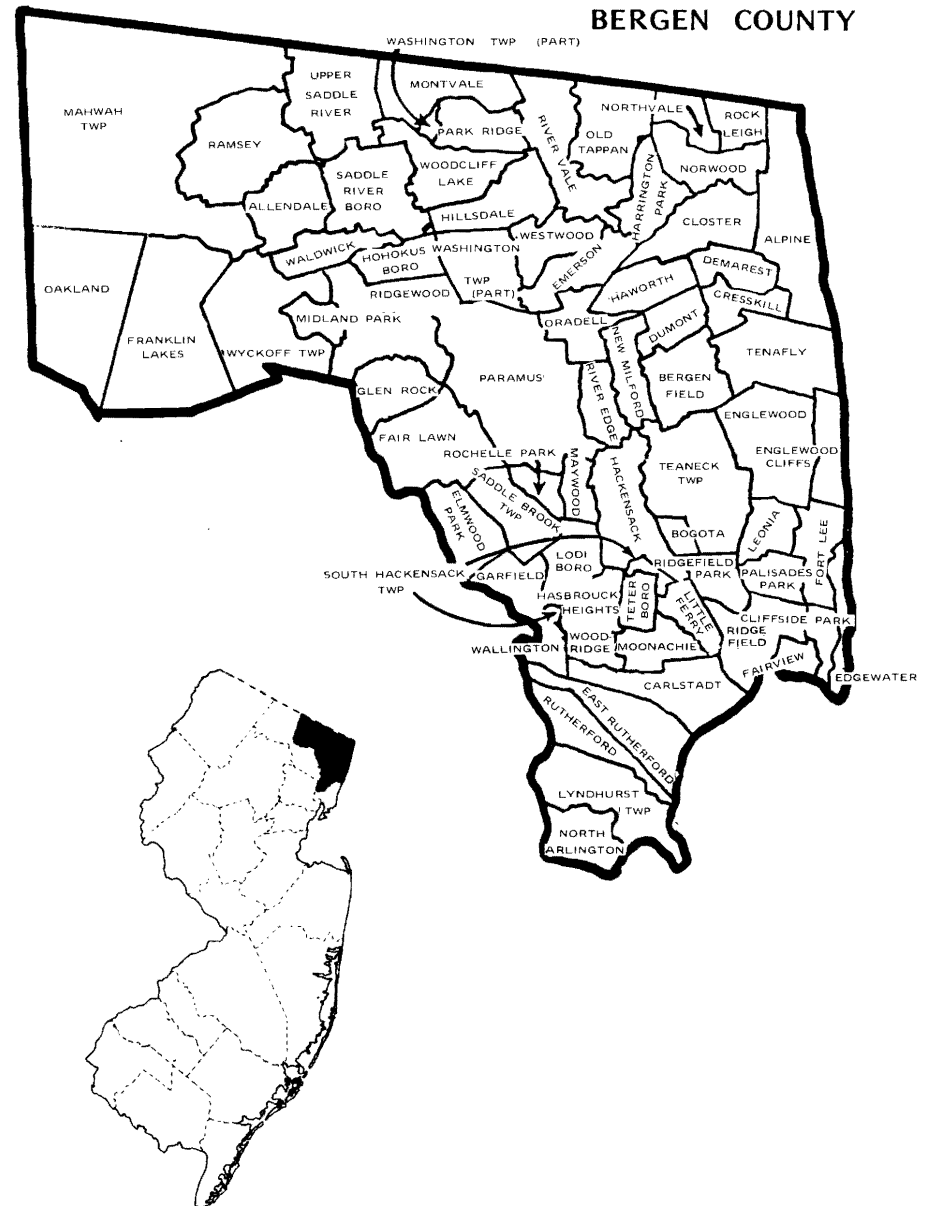 BERGEN COUNTY
WASHINGTON TWP (PART)
MAHWAH
TWP
UPPER
SADDLE
RIVER
MONTVALE
NORTHVALE
ROCK
LEIGH
RAMSEY
PARK RIDGE
RIVER VALE
OLD
TAPPAN
HARRINGTON
PARK
NORWOOD
SADDLE
RIVER
BORO
WOODCLIFF
LAKE
ALLENDALE
HILLSDALE
CLOSTER
ALPINE
WALDWICK
HOHOKUS
BORO
WASHINGTON
TWP
(PART)
WESTWOOD
EMERSON
DEMAREST
OAKLAND
RIDGEWOOD
HAWORTH
CRESSKILL
MIDLAND PARK
ORADELL
DUMONT
FRANKLIN
LAKES
WYCKOFF TWP
NEW MILFORD
TENAFLY
GLEN ROCK
PARAMUS
RIVER EDGE
BERGEN
FIELD
ENGLEWOOD
FAIR LAWN
ROCHELLE PARK
MAYWOOD
HACKENSACK
TEANECK
TWP
ENGLEWOOD
CLIFFS
ELMWOOD
PARK
SADDLE BROOK
TWP
BOGOTA
LEONIA
FORT LEE
SOUTH HACKENSACK
TWP
GARFIELD
LODI
BORO
RIDGEFIELD
PARK
PALISADES
PARK
HASBROUCK
HEIGHTS
TETER
BORO
LITTLE
FERRY
CLIFFSIDE PARK
RIDGE
FIELD
WALLINGTON
WOOD-
RIDGE
MOONACHIE
FAIRVIEW
EDGEWATER
CARLSTADT
EAST RUTHERFORD
RUTHERFORD
LYNDHURST
TWP
NORTH
ARLINGTON